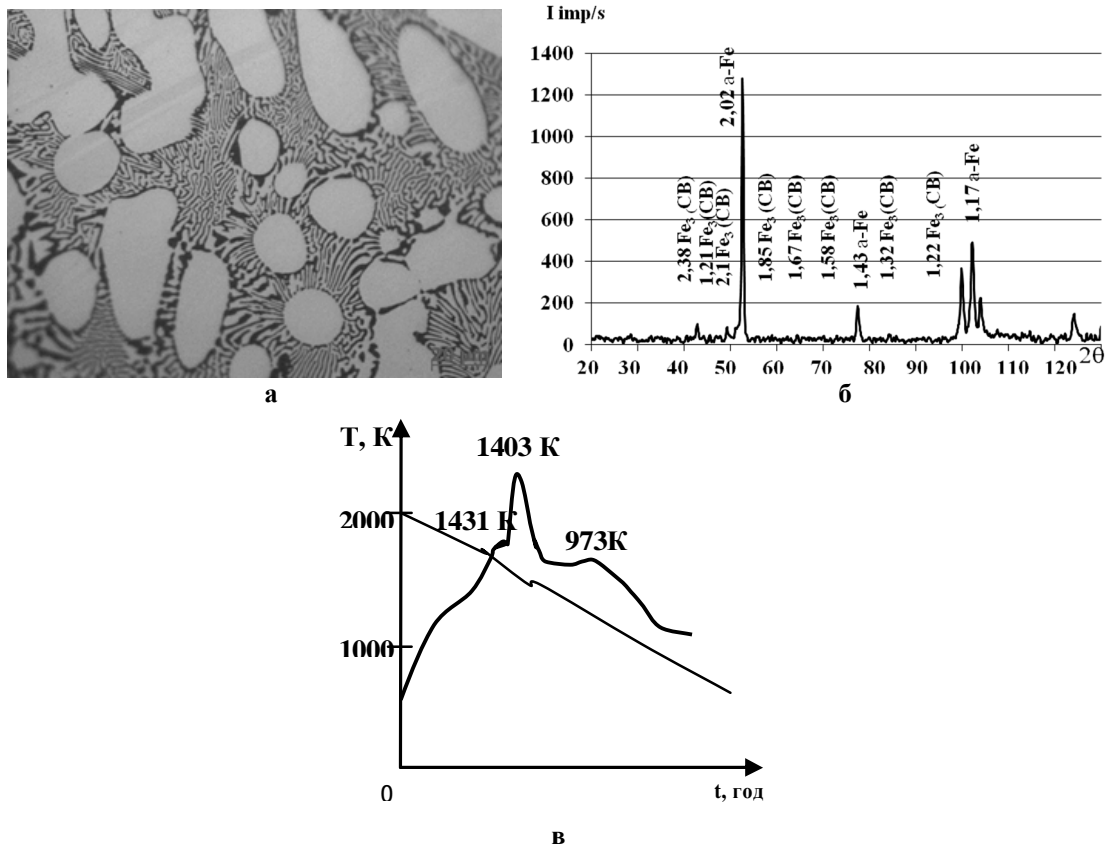 I imp/s
1400
1200
1000
800
600
400
200
0
20 30 40 50 60 70 80 90 100 110 120 2θ
2,38 Fe₃ (CB)
1,21 Fe₃(CB)
2,1 Fe₃ (CB)
2,02 a-Fe
1,85 Fe₃ (CB)
1,67 Fe₃(CB)
1,58 Fe₃(CB)
1,43 a-Fe
1,32 Fe₃(CB)
1,22 Fe₃ (CB)
1,17 a-Fe
а
б
T, К
1403 К
2000
1431 К
973К
1000
0
t, год
в